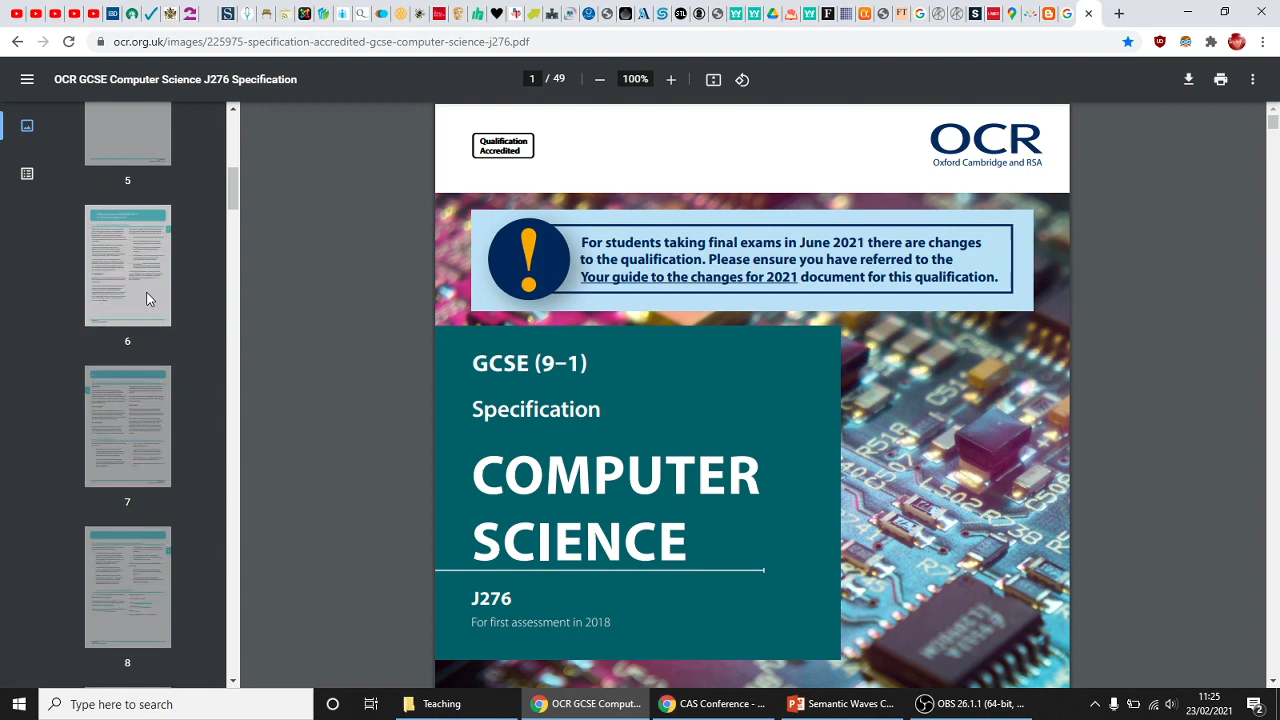 ocr.org.uk/images/225975-specification-accredited-gcse-computer-science-j276.pdf
OCR GCSE Computer Science J276 Specification
1 / 49
100%
5
6
7
8
Qualification
Accredited
OCR
Oxford Cambridge and RSA
For students taking final exams in June 2021 there are changes
to the qualification. Please ensure you have referred to the
Your guide to the changes for 2021 document for this qualification.
GCSE (9–1)
Specification
COMPUTER
SCIENCE
J276
For first assessment in 2018
Type here to search
Teaching
OCR GCSE Comput...
CAS Conference - ...
Semantic Waves C...
OBS 26.1.1 (64-bit, ...
11:25
23/02/2021